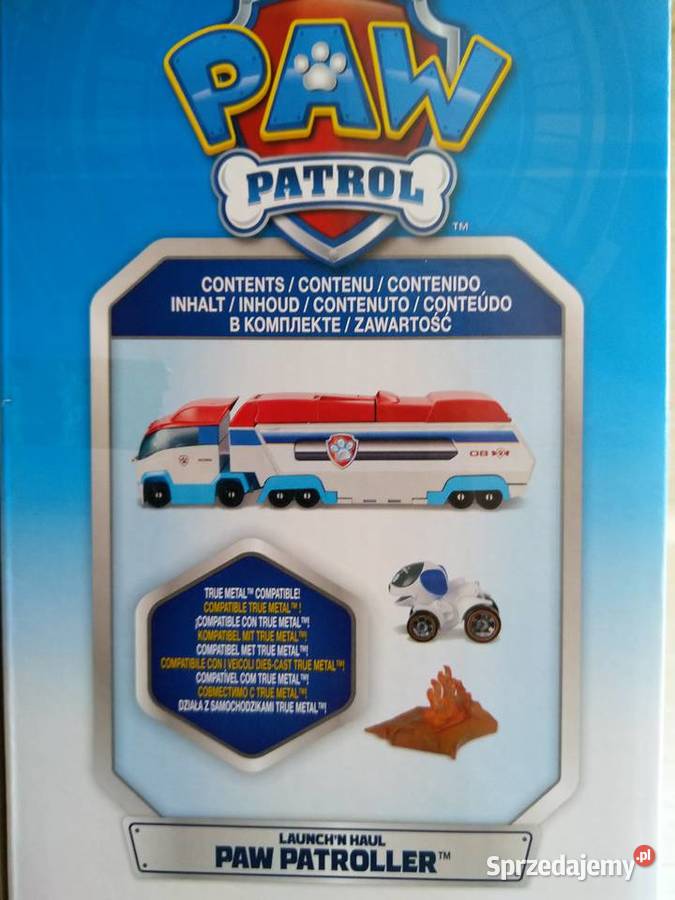 PAW
PATROL
TM
CONTENTS / CONTENU / CONTENIDO
INHALT / INHOUD / CONTENUTO / CONTEÚDO
В КОМПЛЕКТЕ / ZAWARTOŚĆ
08
TRUE METAL™ COMPATIBLE!
COMPATIBLE TRUE METAL™ !
¡COMPATIBLE CON TRUE METAL™!
KOMPATIBEL MIT TRUE METAL™!
COMPATIBEL MET TRUE METAL™!
COMPATIBILE CON I VEICOLI DIES-CAST TRUE METAL™!
COMPATÍVEL COM TRUE METAL™!
СОВМЕСТИМО С TRUE METAL™!
DZIAŁA Z SAMOCHODZIKAMI TRUE METAL™!
LAUNCH'N HAUL
PAW PATROLLER™
Sprzedajemy.pl